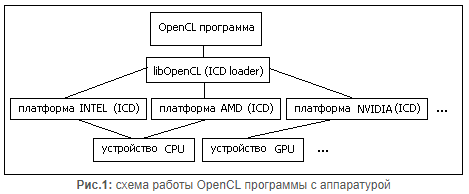 OpenCL программа
libOpenCL (ICD loader)
платформа INTEL (ICD) платформа AMD (ICD) платформа NVIDIA (ICD) ...
устройство CPU устройство GPU ...
Рис.1: схема работы OpenCL программы с аппаратурой